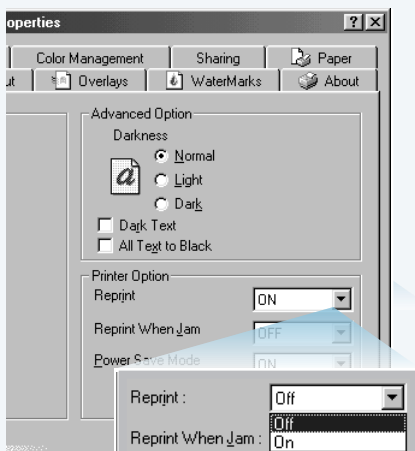 operties
Color Management Sharing Paper
ut Overlays WaterMarks About
Advanced Option
Darkness
a
Normal
Light
Dark
Dark Text
All Text to Black
Printer Option
Reprint ON
Reprint When Jam OFF
Power Save Mode ON
Reprint : Off
Off
Reprint When Jam : On